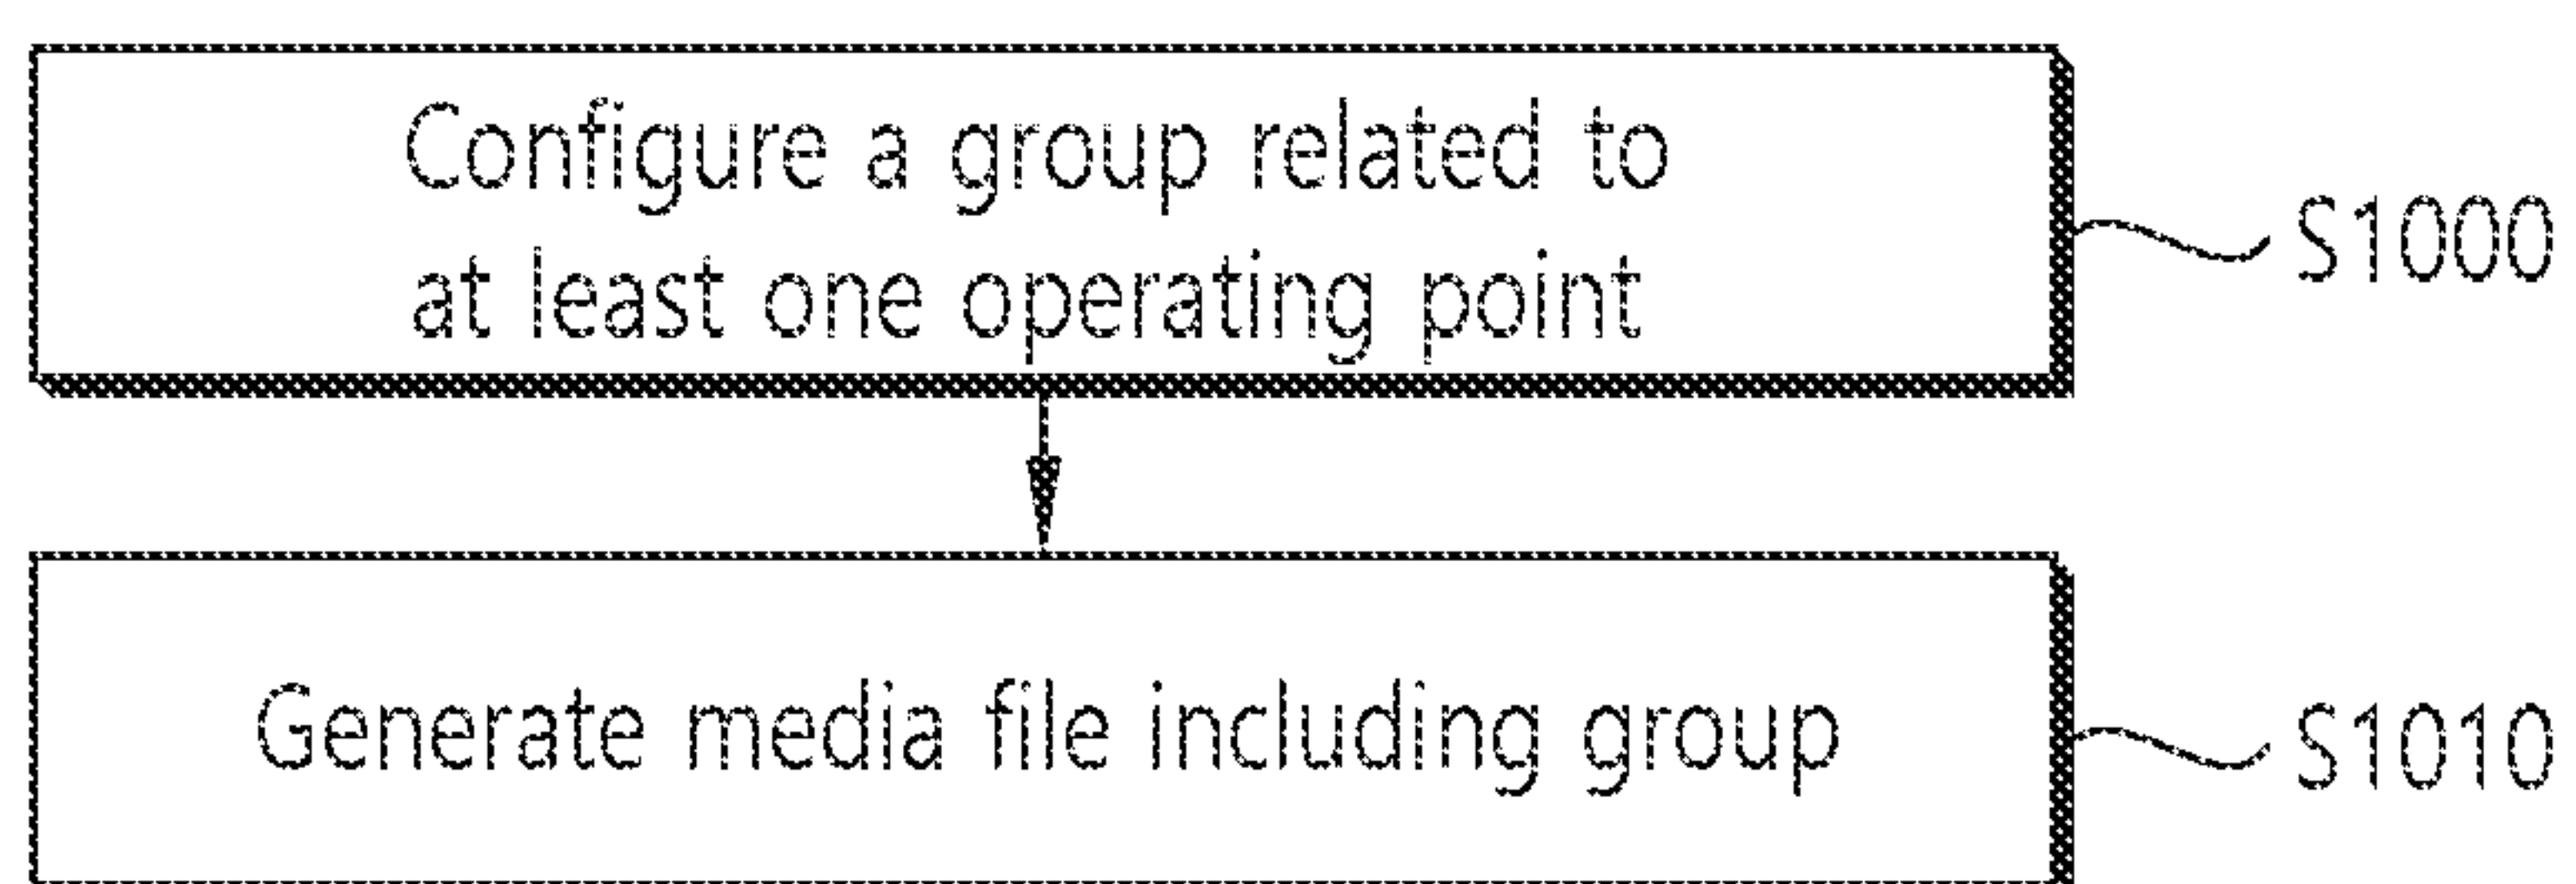 Configure a group related to
at least one operating point
S1000
Generate media file including group
S1010